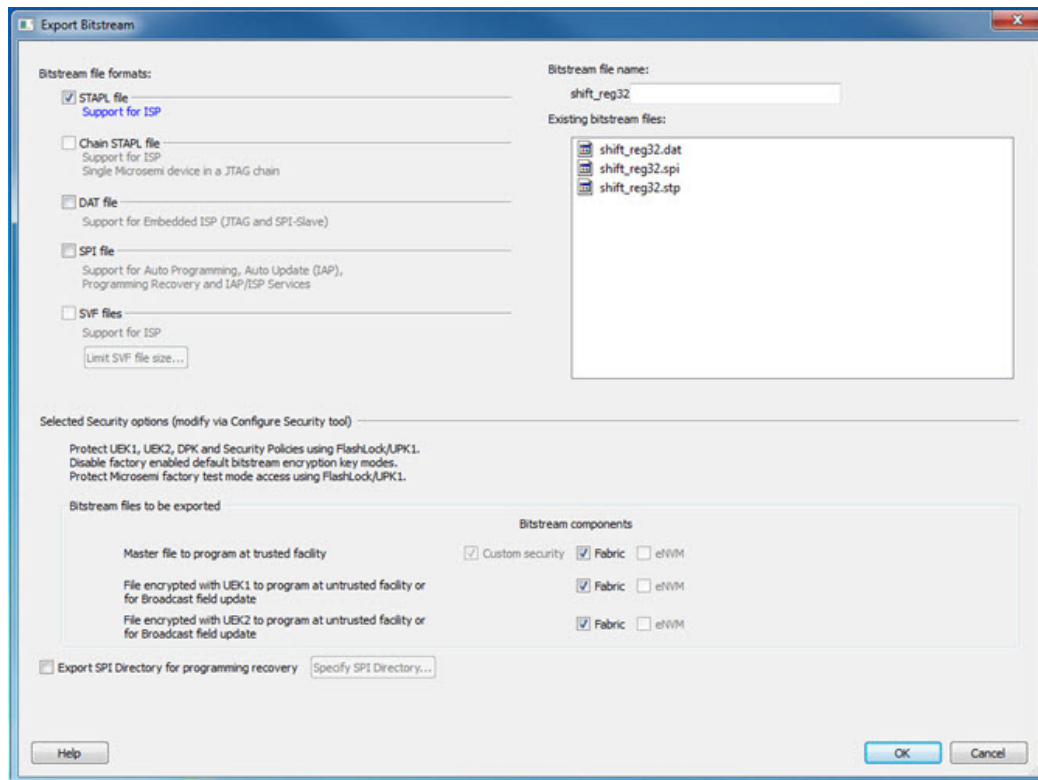 Export Bitstream
Bitstream file formats:
STAPL file
Support for ISP
Chain STAPL file
Support for ISP
Single Microsemi device in a JTAG chain
DAT file
Support for Embedded ISP (JTAG and SPI-Slave)
SPI file
Support for Auto Programming, Auto Update (IAP),
Programming Recovery and IAP/ISP Services
SVF files
Support for ISP
Limit SVF file size...
Bitstream file name:
shift_reg32
Existing bitstream files:
shift_reg32.dat
shift_reg32.spi
shift_reg32.stp
Selected Security options (modify via Configure Security tool)
Protect UEK1, UEK2, DPK and Security Policies using FlashLock/UPK1.
Disable factory enabled default bitstream encryption key modes.
Protect Microsemi factory test mode access using FlashLock/UPK1.
Bitstream files to be exported
Bitstream components
Master file to program at trusted facility Custom security Fabric eNVM
File encrypted with UEK1 to program at untrusted facility or
for Broadcast field update
Fabric eNVM
File encrypted with UEK2 to program at untrusted facility or
for Broadcast field update
Fabric eNVM
Export SPI Directory for programming recovery Specify SPI Directory...
Help OK Cancel